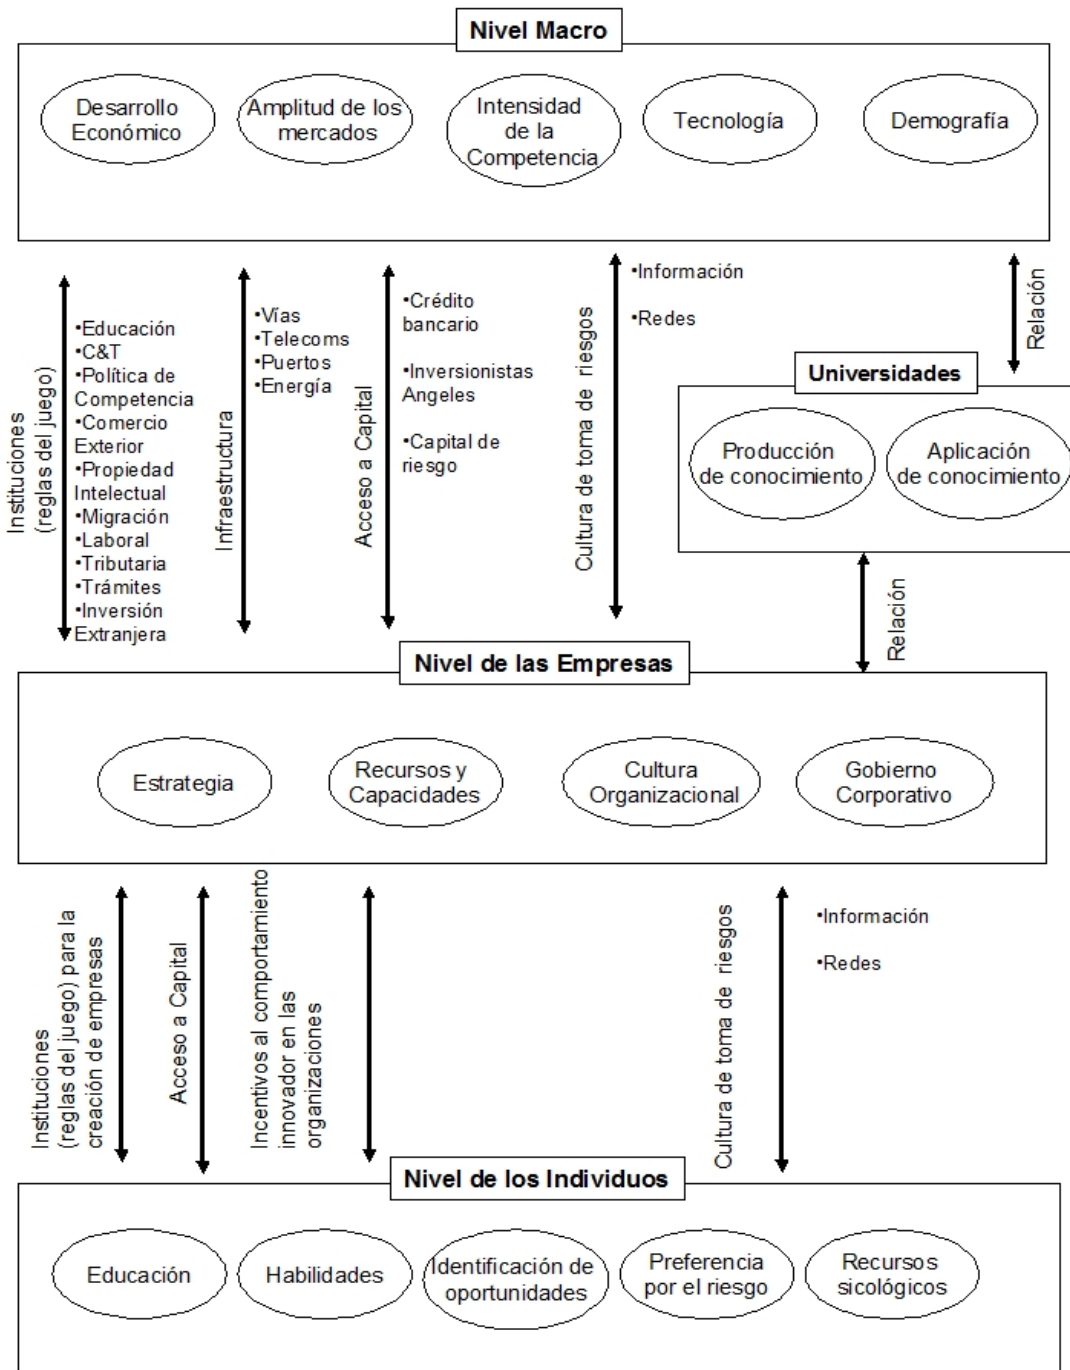 Nivel Macro
Desarrollo
Económico
Amplitud de los
mercados
Intensidad
de la
Competencia
Tecnología
Demografía
Instituciones
(reglas del juego)
•Educación
•C&T
•Política de
Competencia
•Comercio
Exterior
•Propiedad
Intelectual
•Migración
•Laboral
•Tributaria
•Trámites
•Inversión
Extranjera
Infraestructura
•Vías
•Telecoms
•Puertos
•Energía
Acceso a Capital
•Crédito
bancario
•Inversionistas
Angeles
•Capital de
riesgo
Cultura de toma de riesgos
•Información
•Redes
Relación
Universidades
Producción
de conocimiento
Aplicación
de conocimiento
Relación
Nivel de las Empresas
Estrategia
Recursos y
Capacidades
Cultura
Organizacional
Gobierno
Corporativo
Instituciones
(reglas del juego) para la
creación de empresas
Acceso a Capital
Incentivos al comportamiento
innovador en las
organizaciones
Cultura de toma de riesgos
•Información
•Redes
Nivel de los Individuos
Educación
Habilidades
Identificación de
oportunidades
Preferencia
por el riesgo
Recursos
sicológicos